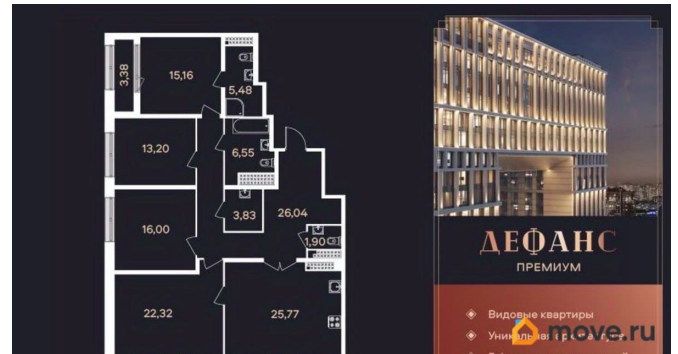 3,38
15,16
5,48
13,20
6,55
16,00
3,83
26,04
1,90
22,32
25,77
ДЕФАНС
ПРЕМИУМ
Видовые квартиры
move.ru